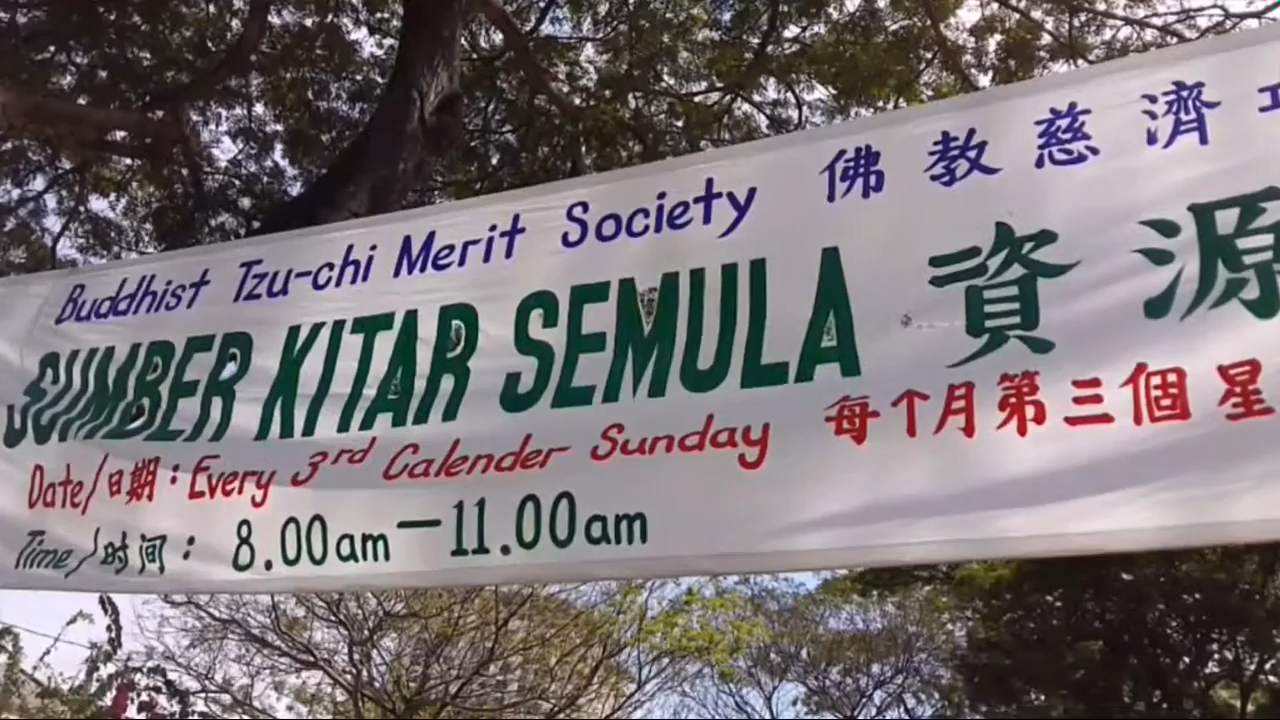 Buddhist Tzu-chi Merit Society 佛教慈濟
SUMBER KITAR SEMULA 資源
Date/日期：Every 3rd Calender Sunday 每个月第三個星
Time/时间：8.00am—11.00am